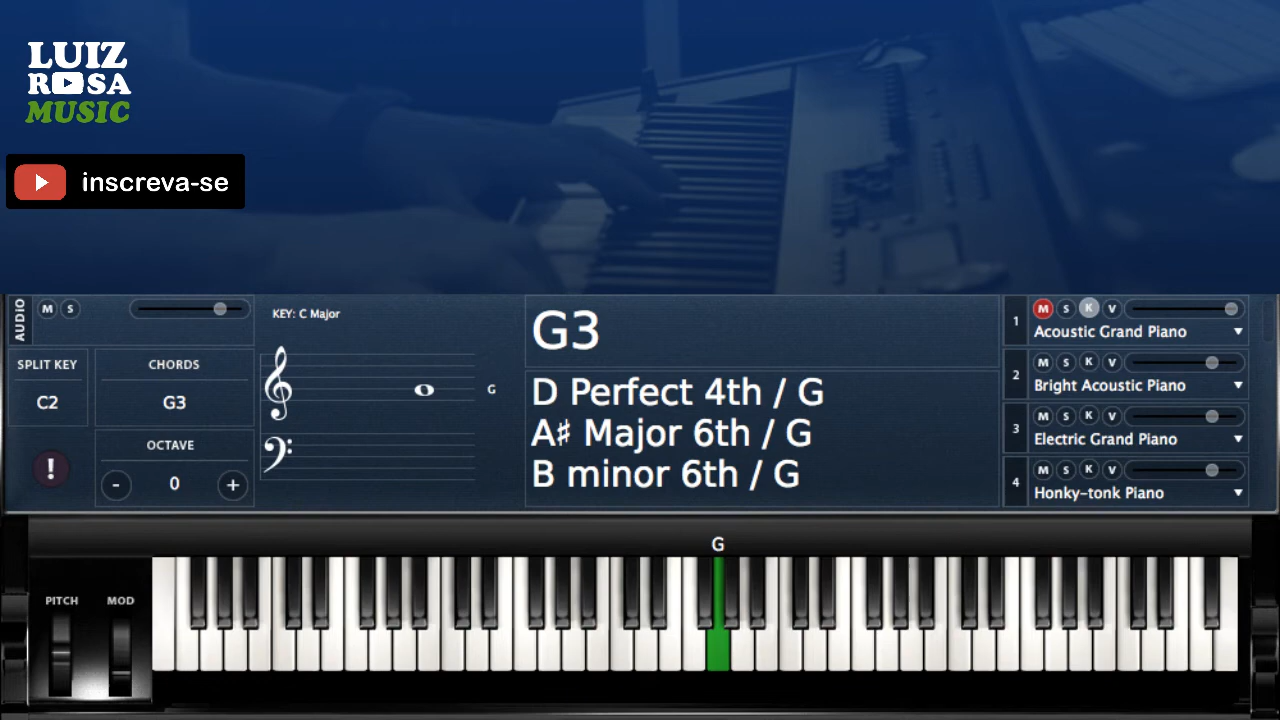 LUIZ
ROSA
MUSIC
inscreva-se
AUDIO
M S
KEY: C Major
SPLIT KEY
C2
CHORDS
G3
OCTAVE
- 0 +
!
G
G3
D Perfect 4th / G
A♯ Major 6th / G
B minor 6th / G
1
M S K V
Acoustic Grand Piano
2
M S K V
Bright Acoustic Piano
3
M S K V
Electric Grand Piano
4
M S K V
Honky-tonk Piano
G
PITCH MOD